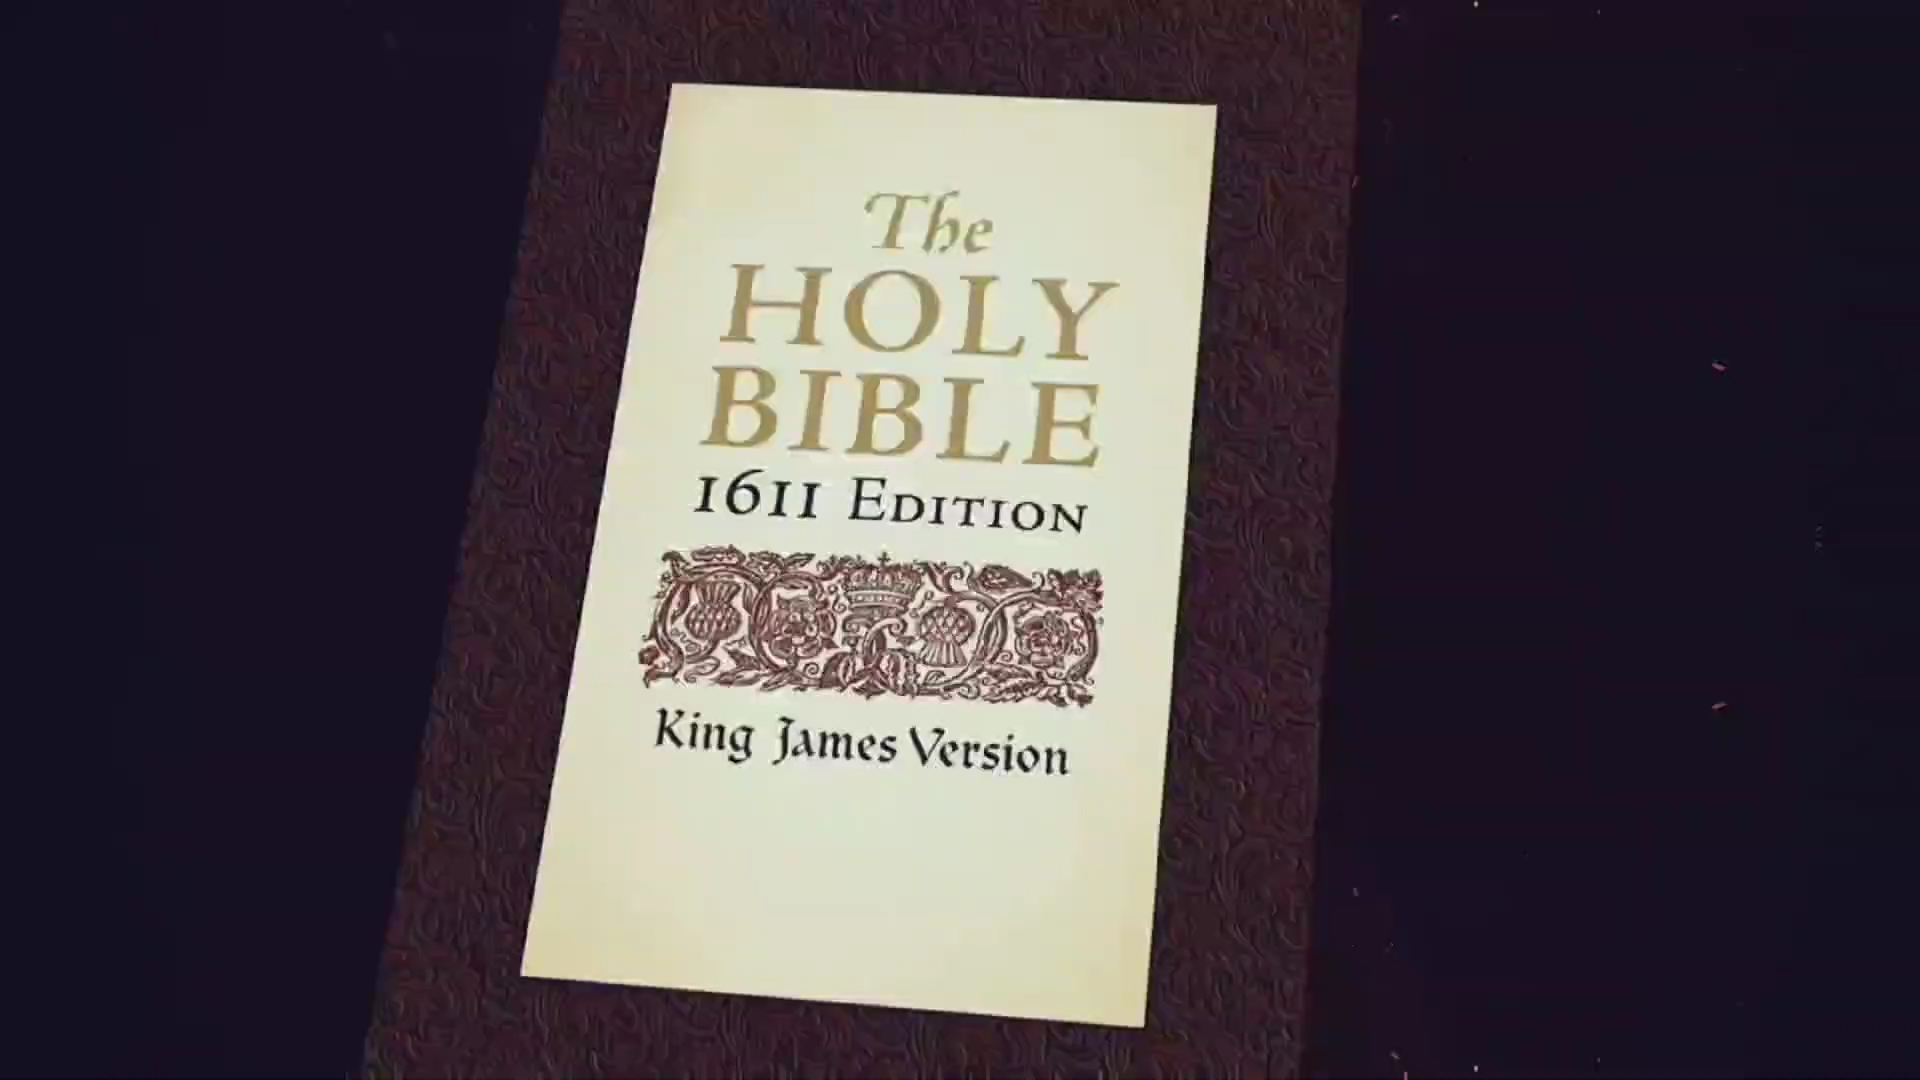 The
HOLY
BIBLE
1611 EDITION
King James Version